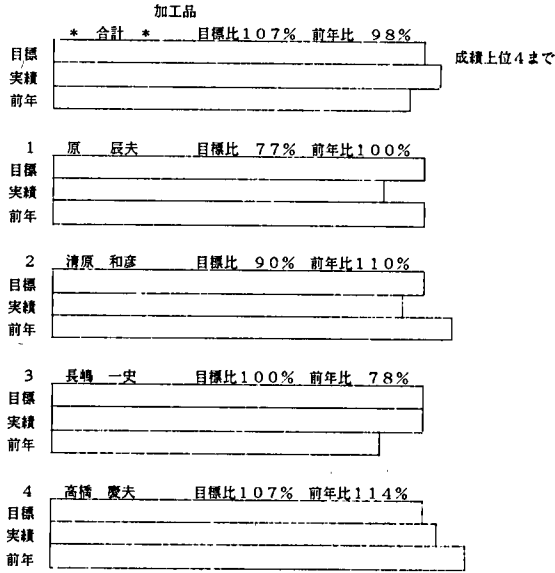 加工品
* 合計 * 目標比107% 前年比 98%
目標
成績上位4まで
実績
前年
1 原 辰夫 目標比 77% 前年比100%
目標
実績
前年
2 清原 和彦 目標比 90% 前年比110%
目標
実績
前年
3 長嶋 一史 目標比100% 前年比 78%
目標
実績
前年
4 高橋 慶夫 目標比107% 前年比114%
目標
実績
前年